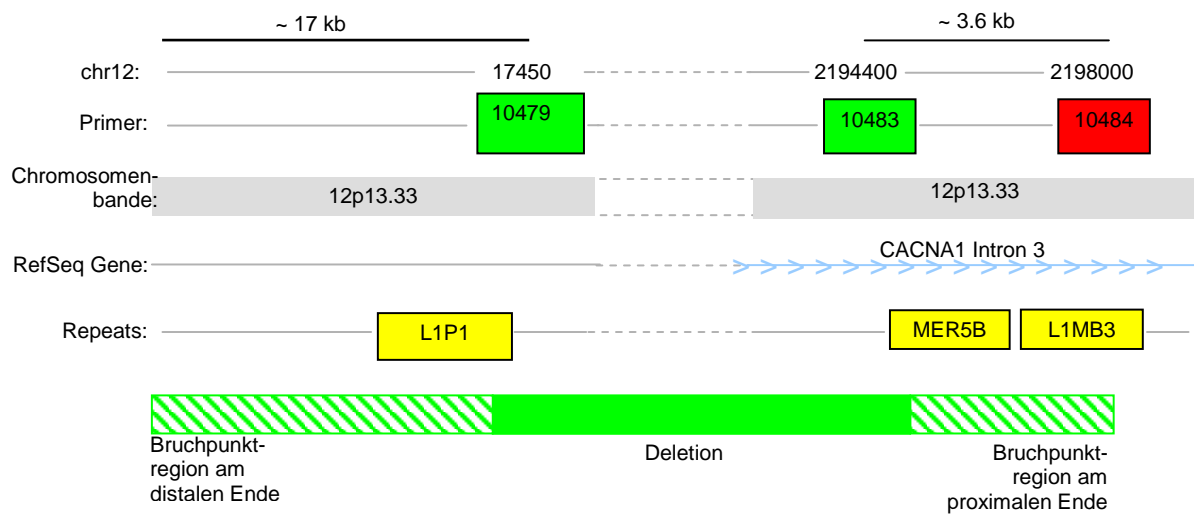 ~ 17 kb
~ 3.6 kb
chr12:
17450
2194400
2198000
Primer:
10479
10483
10484
Chromosomen-
bande:
12p13.33
12p13.33
RefSeq Gene:
CACNA1 Intron 3
Repeats:
L1P1
MER5B
L1MB3
Bruchpunkt-
region am
distalen Ende
Deletion
Bruchpunkt-
region am
proximalen Ende